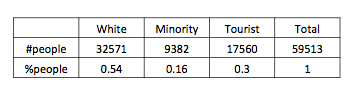 White Minority Tourist Total
#people 32571 9382 17560 59513
%people 0.54 0.16 0.3 1